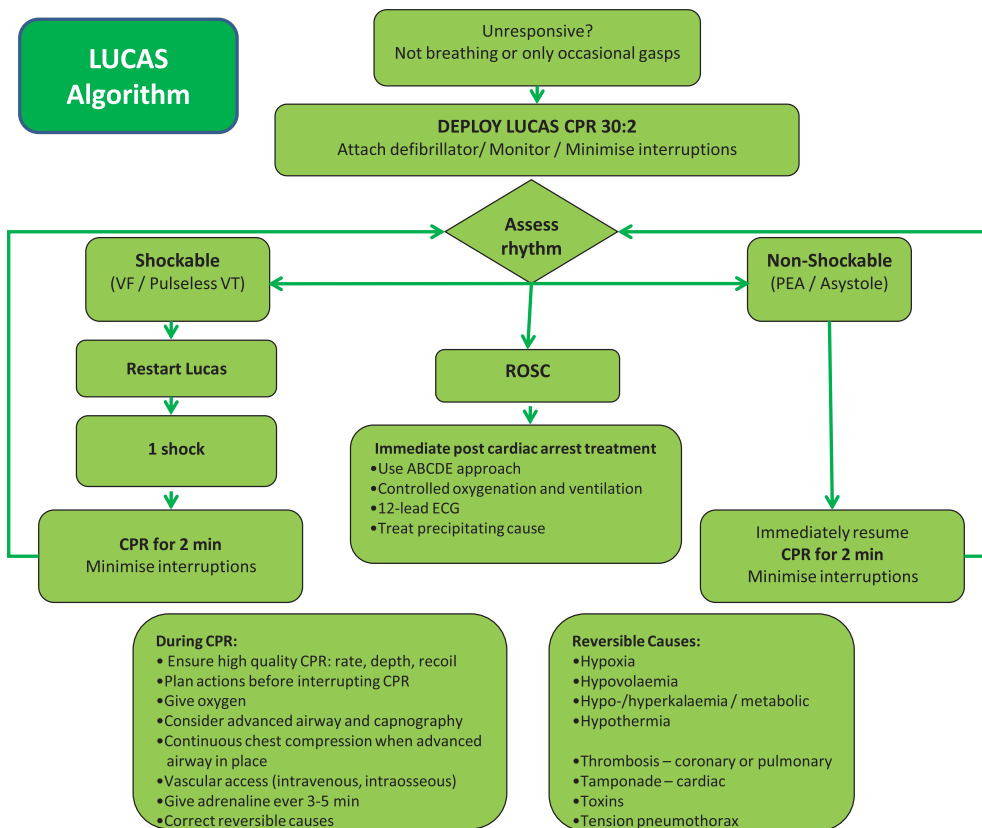 LUCAS
Algorithm
Unresponsive?
Not breathing or only occasional gasps
DEPLOY LUCAS CPR 30:2
Attach defibrillator/ Monitor / Minimise interruptions
Assess
rhythm
Shockable
(VF / Pulseless VT)
Non-Shockable
(PEA / Asystole)
Restart Lucas
ROSC
1 shock
Immediate post cardiac arrest treatment
•Use ABCDE approach
•Controlled oxygenation and ventilation
•12-lead ECG
•Treat precipitating cause
CPR for 2 min
Minimise interruptions
Immediately resume
CPR for 2 min
Minimise interruptions
During CPR:
• Ensure high quality CPR: rate, depth, recoil
•Plan actions before interrupting CPR
•Give oxygen
•Consider advanced airway and capnography
•Continuous chest compression when advanced
airway in place
•Vascular access (intravenous, intraosseous)
•Give adrenaline ever 3-5 min
•Correct reversible causes
Reversible Causes:
•Hypoxia
•Hypovolaemia
•Hypo-/hyperkalaemia / metabolic
•Hypothermia
•Thrombosis – coronary or pulmonary
•Tamponade – cardiac
•Toxins
•Tension pneumothorax